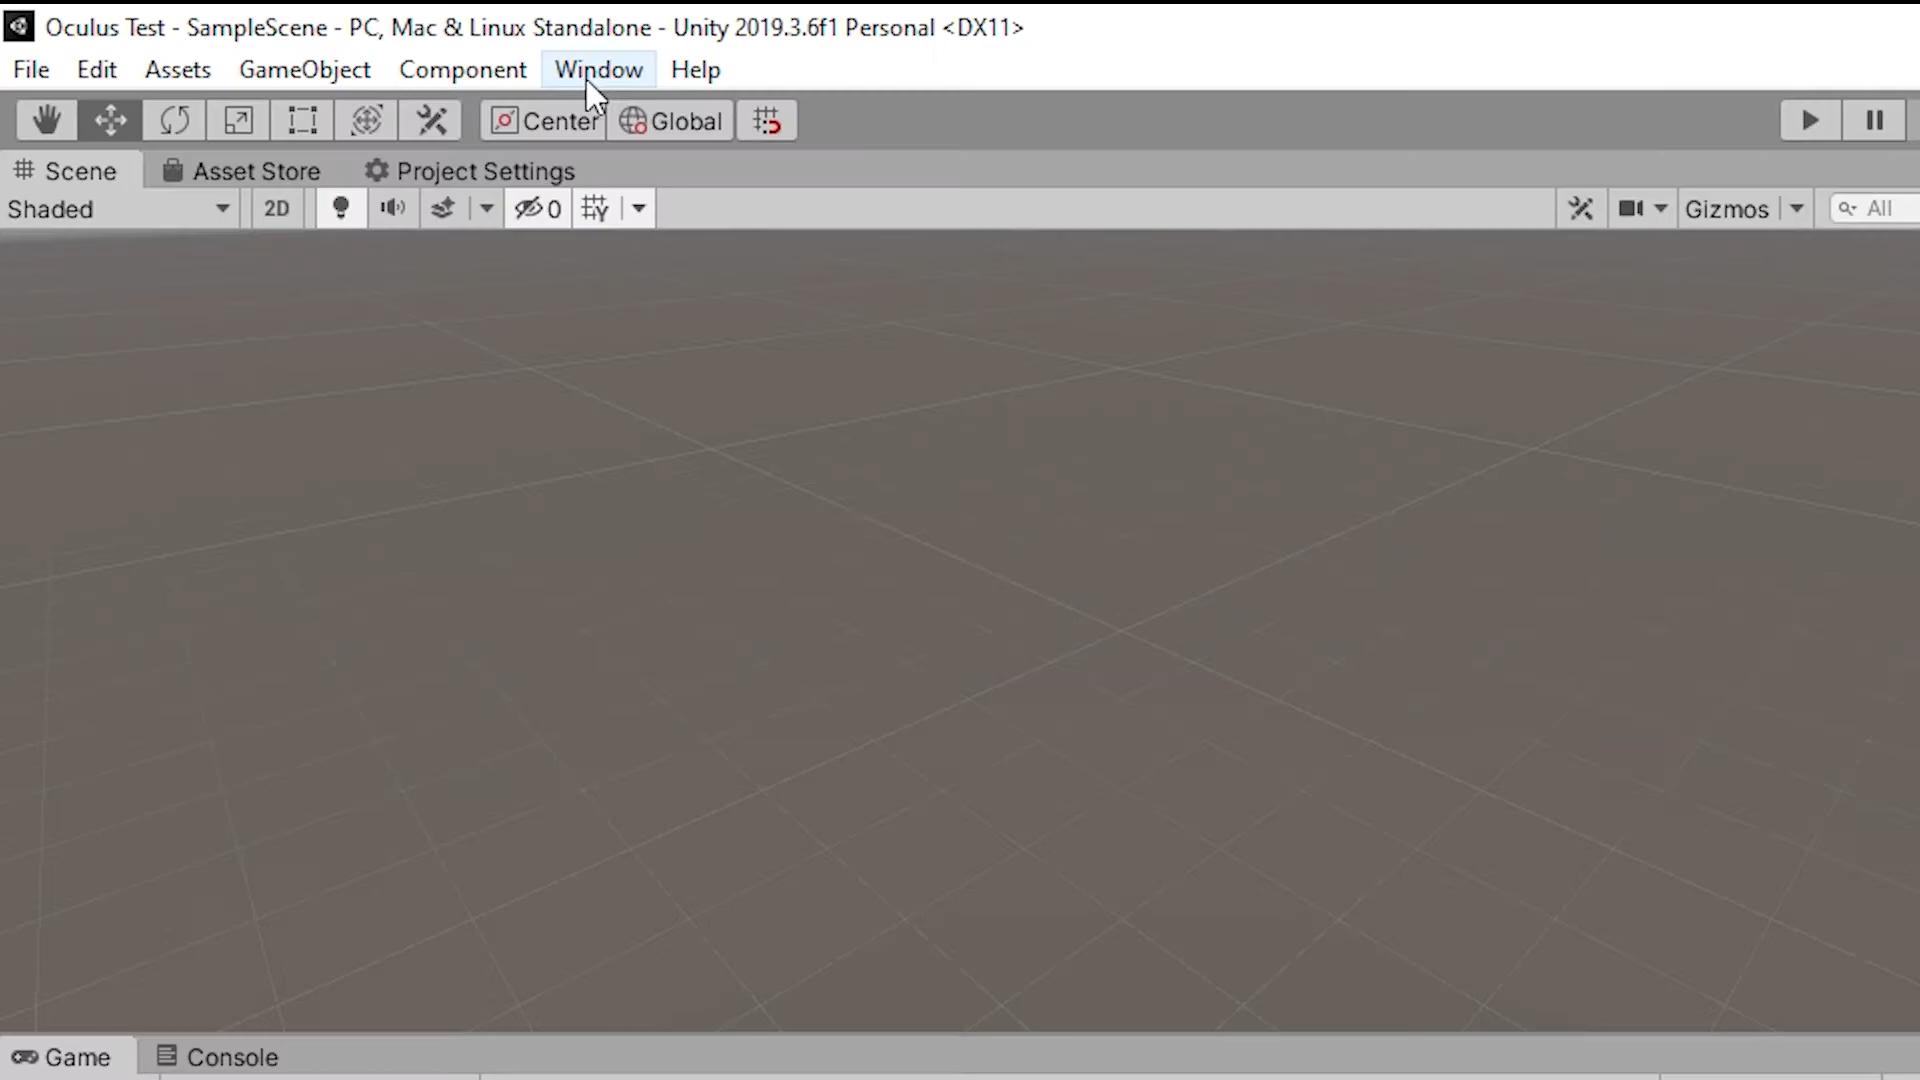 Oculus Test - SampleScene - PC, Mac & Linux Standalone - Unity 2019.3.6f1 Personal <DX11>
File Edit Assets GameObject Component Window Help
Center Global
Scene Asset Store Project Settings
Shaded 2D 0 Gizmos All
Game Console